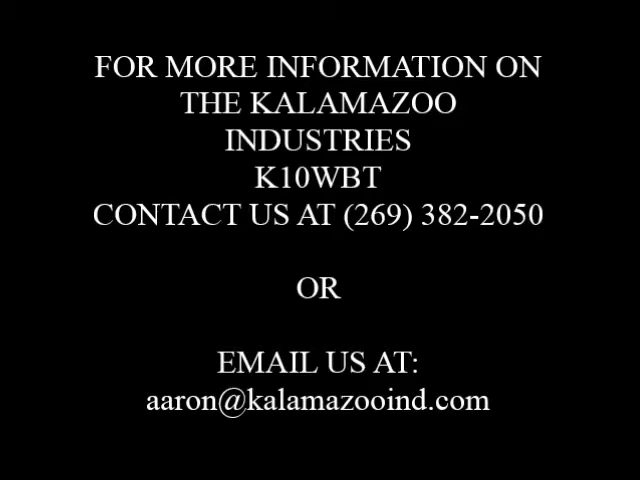 FOR MORE INFORMATION ON
THE KALAMAZOO
INDUSTRIES
K10WBT
CONTACT US AT (269) 382-2050
OR
EMAIL US AT:
aaron@kalamazooind.com